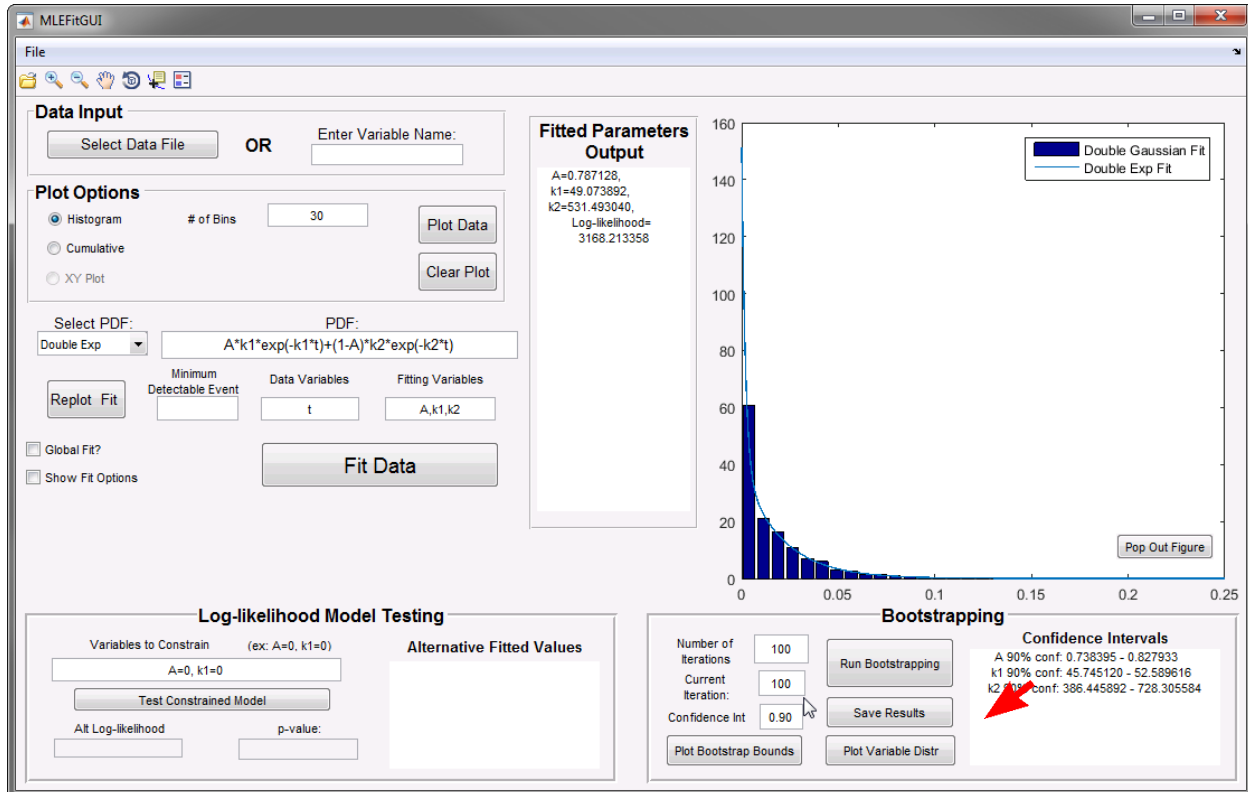 MLEFitGUI
File
Data Input
Select Data File
OR
Enter Variable Name:
Plot Options
Histogram
# of Bins
30
Plot Data
Cumulative
Clear Plot
XY Plot
Select PDF:
PDF:
Double Exp
A*k1*exp(-k1*t)+(1-A)*k2*exp(-k2*t)
Replot Fit
Minimum
Detectable Event
Data Variables
Fitting Variables
t
A,k1,k2
Global Fit?
Show Fit Options
Fit Data
Fitted Parameters
Output
A=0.787128,
k1=49.073892,
k2=531.493040,
Log-likelihood=
3168.213358
160
140
120
100
80
60
40
20
0
0 0.05 0.1 0.15 0.2 0.25
Double Gaussian Fit
Double Exp Fit
Pop Out Figure
Log-likelihood Model Testing
Variables to Constrain
(ex: A=0, k1=0)
A=0, k1=0
Test Constrained Model
Alt Log-likelihood
p-value:
Alternative Fitted Values
Bootstrapping
Number of
Iterations
100
Run Bootstrapping
Current
Iteration:
100
Confidence Int
0.90
Save Results
Plot Bootstrap Bounds
Plot Variable Distr
Confidence Intervals
A 90% conf: 0.738395 - 0.827933
k1 90% conf: 45.745120 - 52.589616
k2 90% conf: 386.445892 - 728.305584